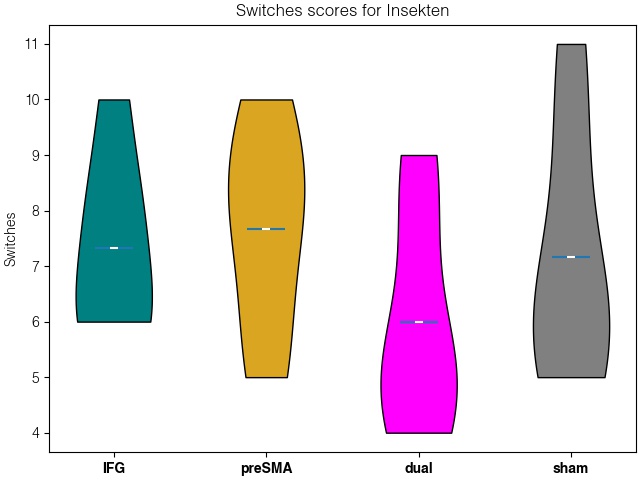 Switches scores for Insekten
Switches
11
10
9
8
7
6
5
4
IFG
preSMA
dual
sham